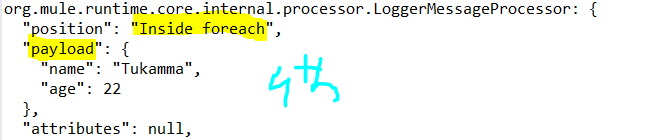 org.mule.runtime.core.internal.processor.LoggerMessageProcessor: {
"position": "Inside foreach",
"payload": {
"name": "Tukamma",
"age": 22
},
"attributes": null,
4th